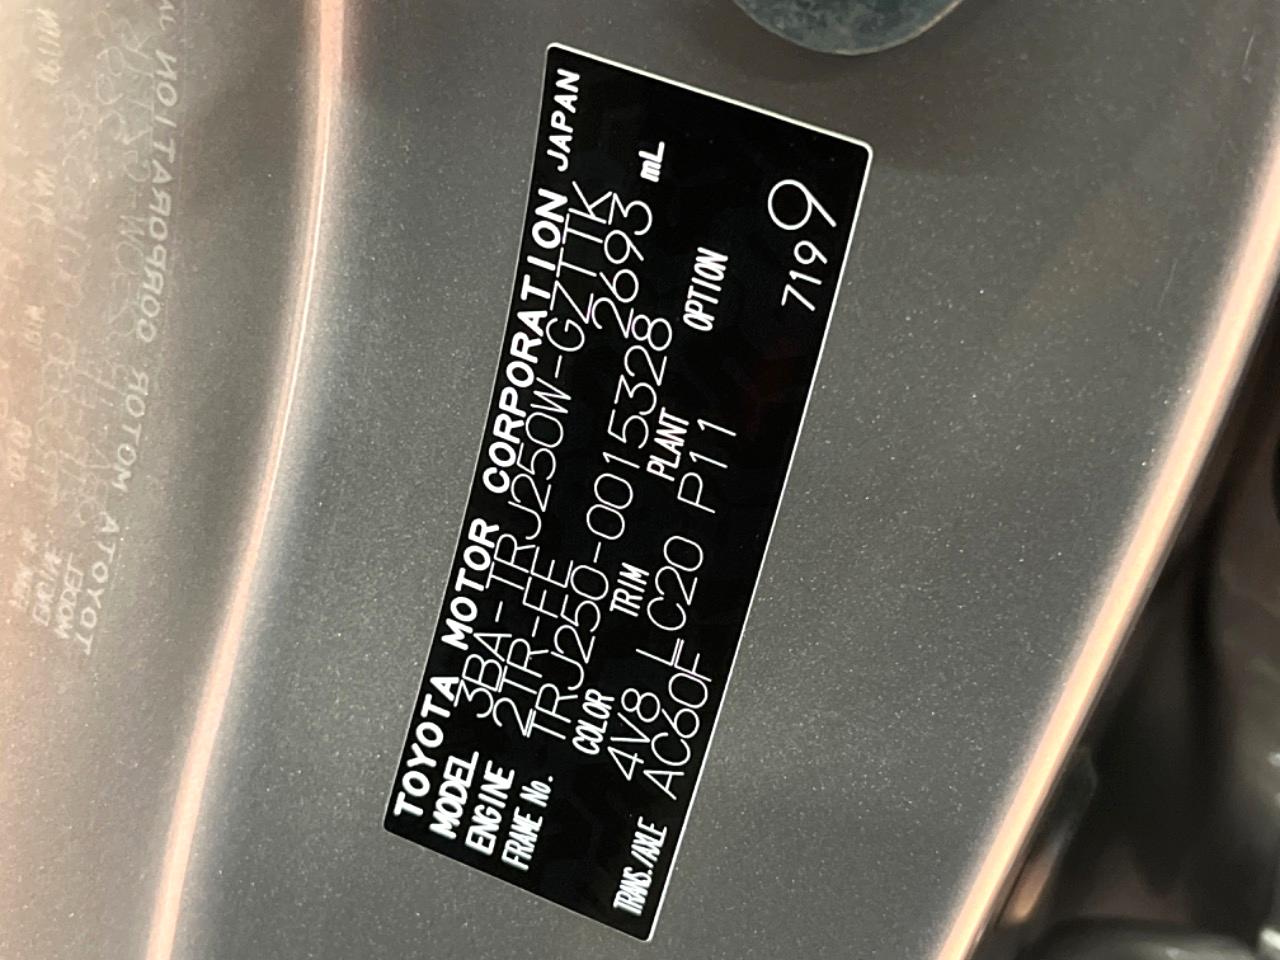 TOYOTA MOTOR CORPORATION JAPAN
MODEL 3BA-TRJ250W-GZTTK
ENGINE 2TR-FE 2693 mL
FRAME No. TRJ250-0015328
COLOR TRIM PLANT OPTION
4V8 LC20 P11
TRANS./AXLE AC60F
7199